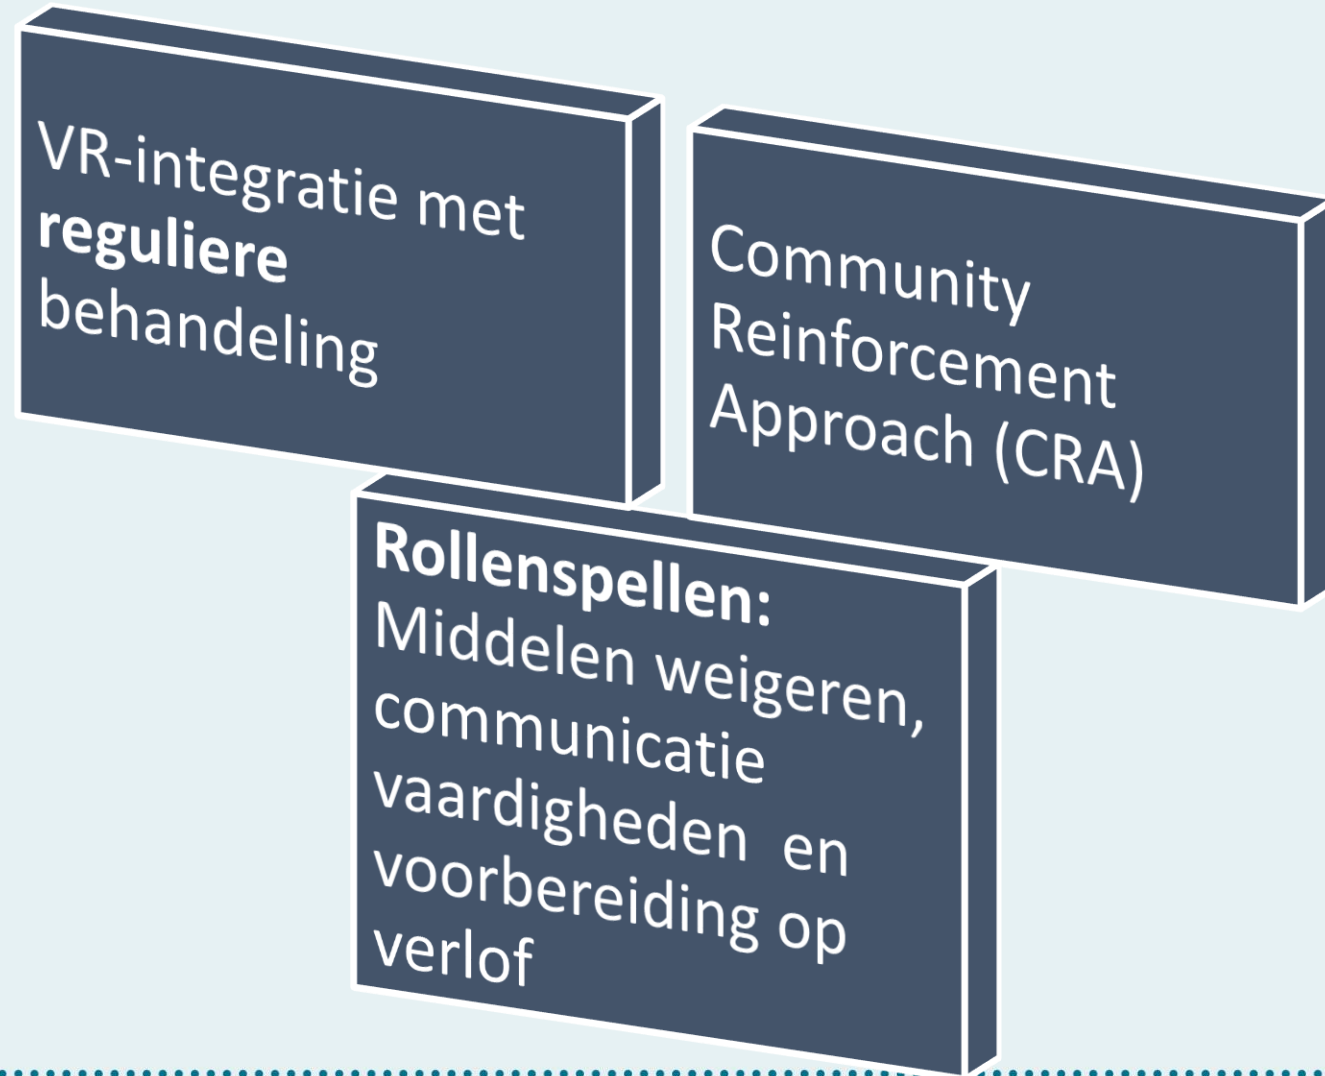 VR-integratie met
reguliere
behandeling
Community
Reinforcement
Approach (CRA)
Rollenspellen:
Middelen weigeren,
communicatie
vaardigheden  en
voorbereiding op
verlof